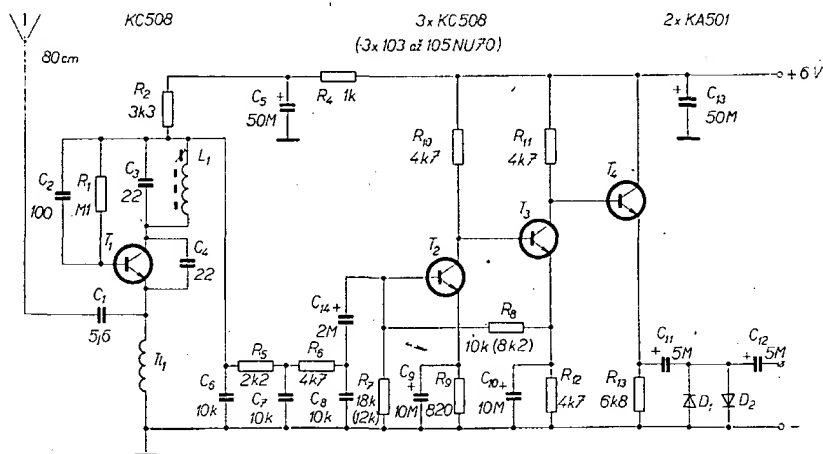 1
KC508
3x KC508
2x KA501
(3x 103 až 105NU70)
80cm
+6V
R2
3k3
C5
50M
R4 1k
C13
50M
R10
4k7
R11
4k7
C2
100
R1
M1
C3
22
L1
T4
T3
T1
C4
22
T2
C1
5j6
C14
2M
R8
10k (8k2)
C11
5M
C12
5M
Tl1
R5
2k2
R6
4k7
C6
10k
C7
10k
C8
10k
R7
18k
(12k)
C9
10M
R9
820
C10
10M
R12
4k7
R13
6k8
D1
D2